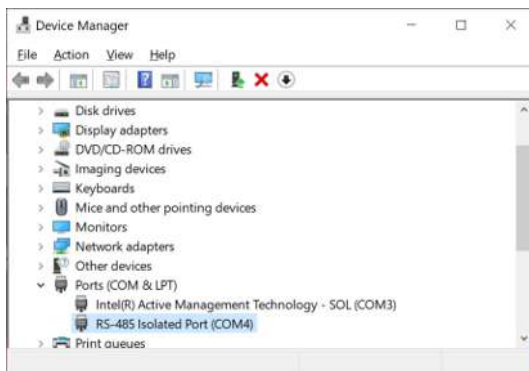 Device Manager
File Action View Help
Disk drives
Display adapters
DVD/CD-ROM drives
Imaging devices
Keyboards
Mice and other pointing devices
Monitors
Network adapters
Other devices
Ports (COM & LPT)
Intel(R) Active Management Technology - SOL (COM3)
RS-485 Isolated Port (COM4)
Print queues